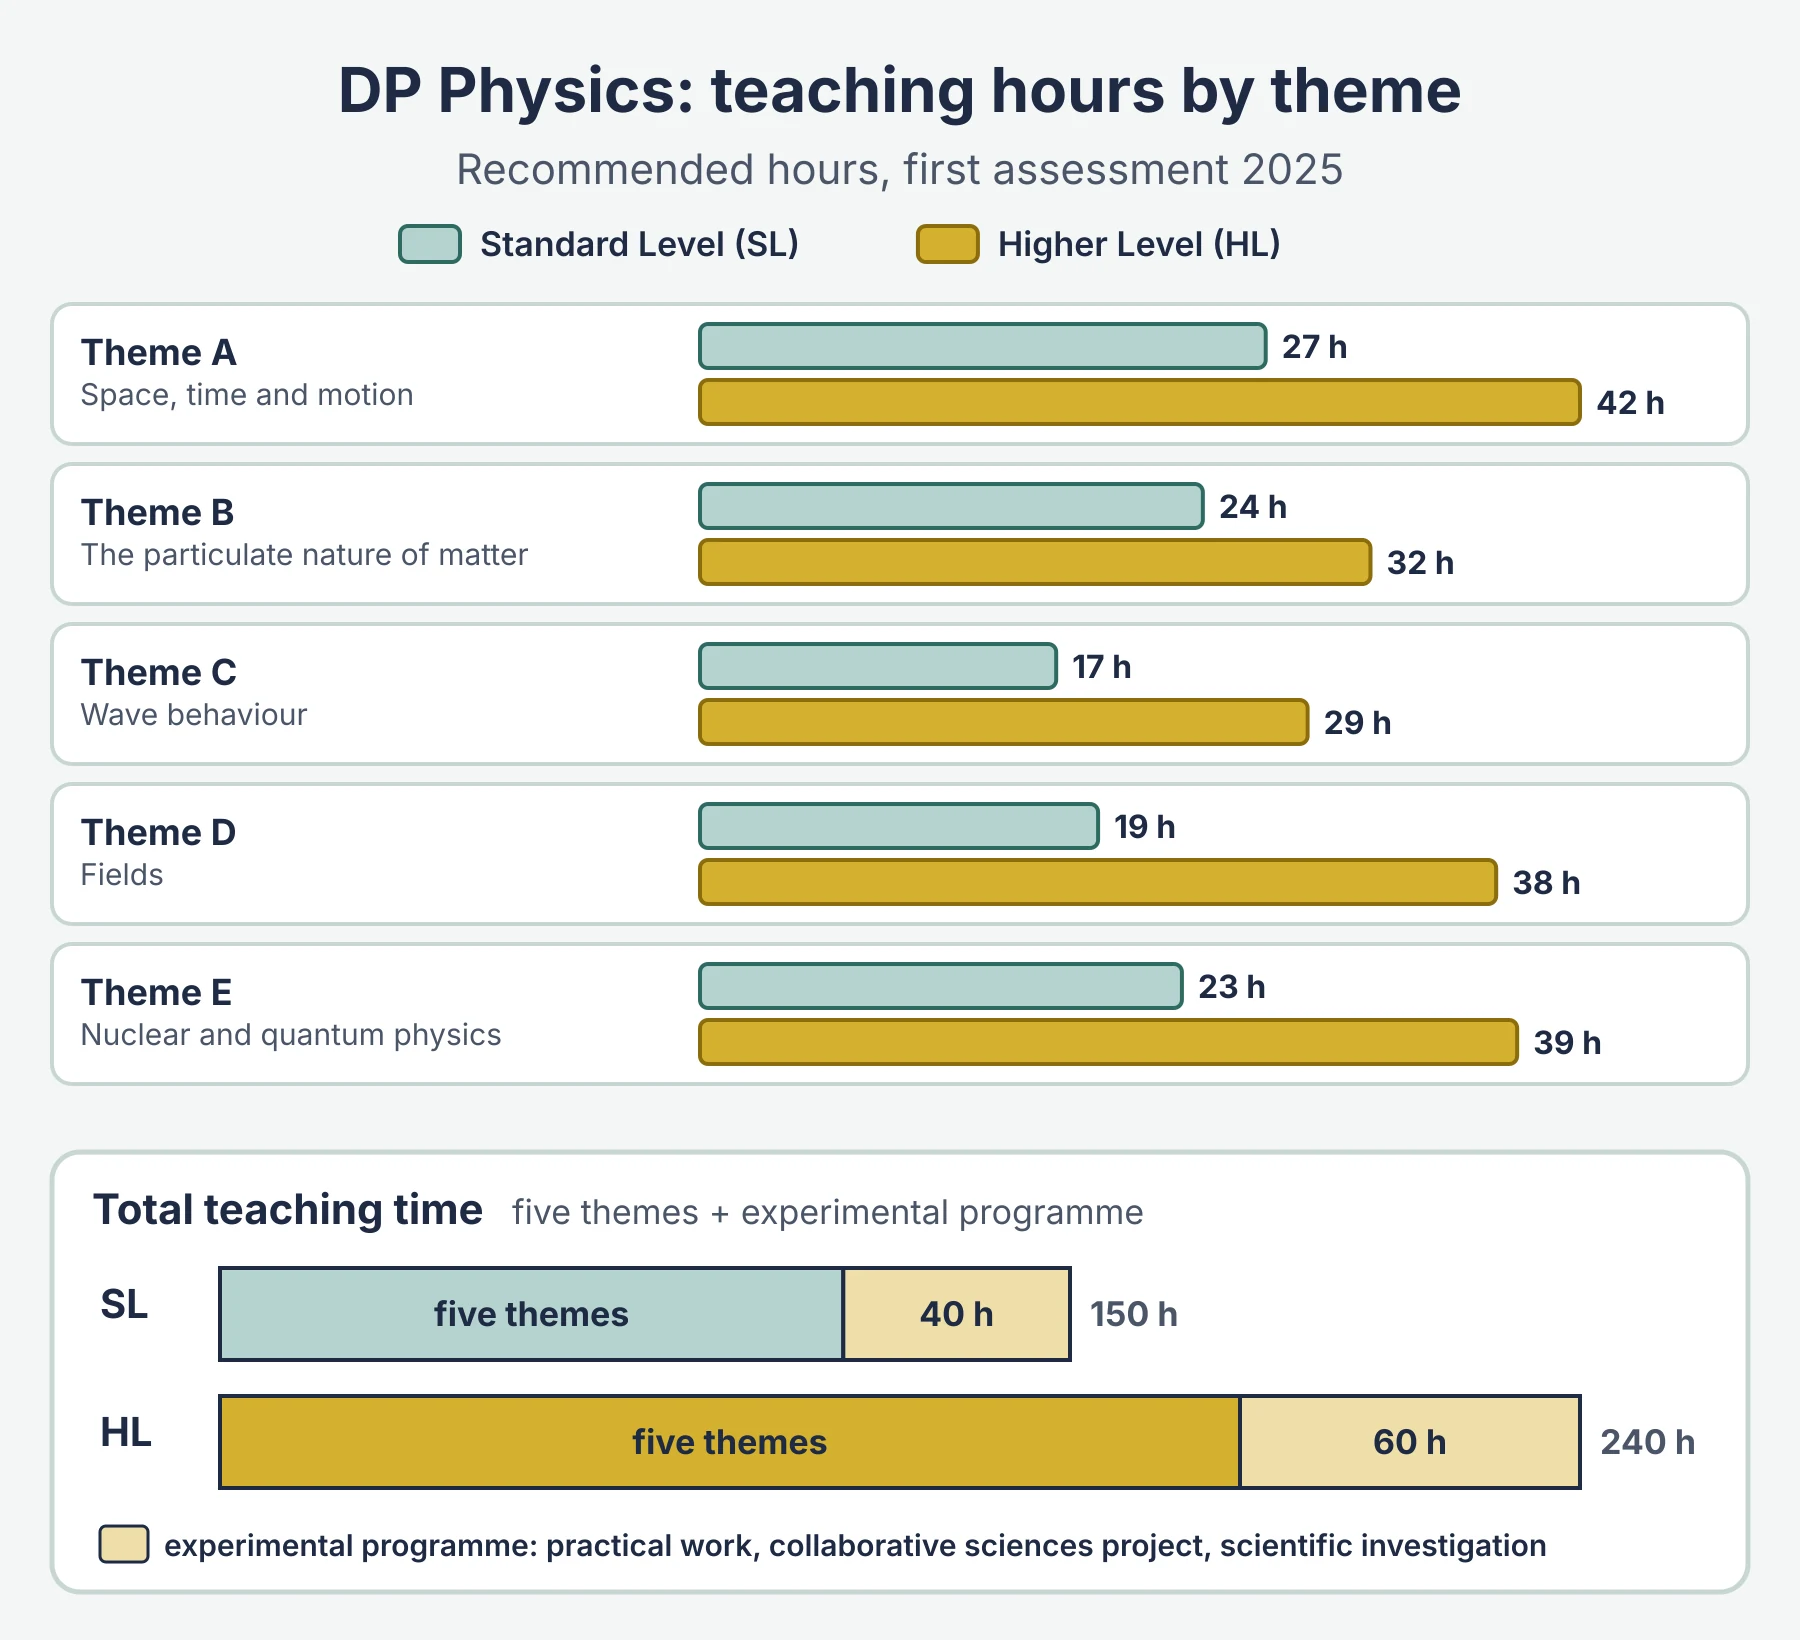 DP Physics: teaching hours by theme
Recommended hours, first assessment 2025
Standard Level (SL) Higher Level (HL)
Theme A
Space, time and motion
27 h
42 h
Theme B
The particulate nature of matter
24 h
32 h
Theme C
Wave behaviour
17 h
29 h
Theme D
Fields
19 h
38 h
Theme E
Nuclear and quantum physics
23 h
39 h
Total teaching time five themes + experimental programme
SL five themes 40 h 150 h
HL five themes 60 h 240 h
experimental programme: practical work, collaborative sciences project, scientific investigation